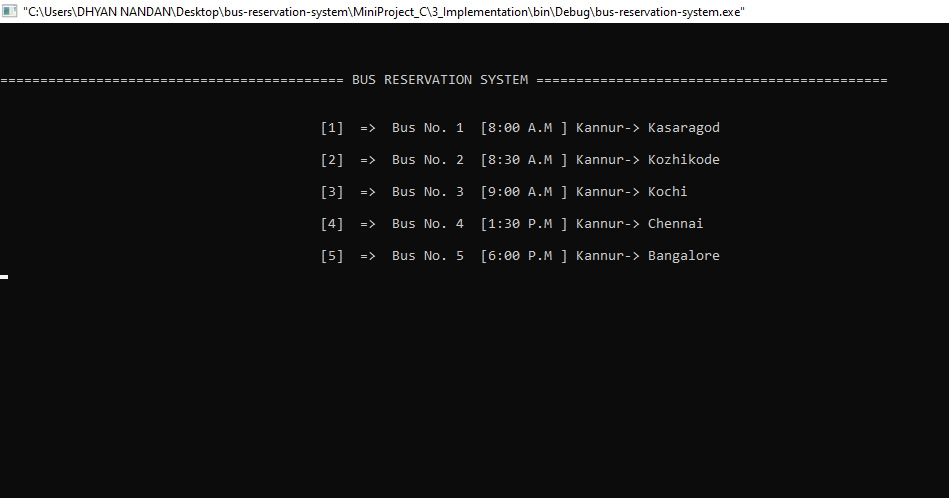 "C:\Users\DHYAN NANDAN\Desktop\bus-reservation-system\MiniProject_C\3_Implementation\bin\Debug\bus-reservation-system.exe"
=========================================== BUS RESERVATION SYSTEM ============================================
[1]  =>  Bus No. 1  [8:00 A.M ] Kannur-> Kasaragod
[2]  =>  Bus No. 2  [8:30 A.M ] Kannur-> Kozhikode
[3]  =>  Bus No. 3  [9:00 A.M ] Kannur-> Kochi
[4]  =>  Bus No. 4  [1:30 P.M ] Kannur-> Chennai
[5]  =>  Bus No. 5  [6:00 P.M ] Kannur-> Bangalore